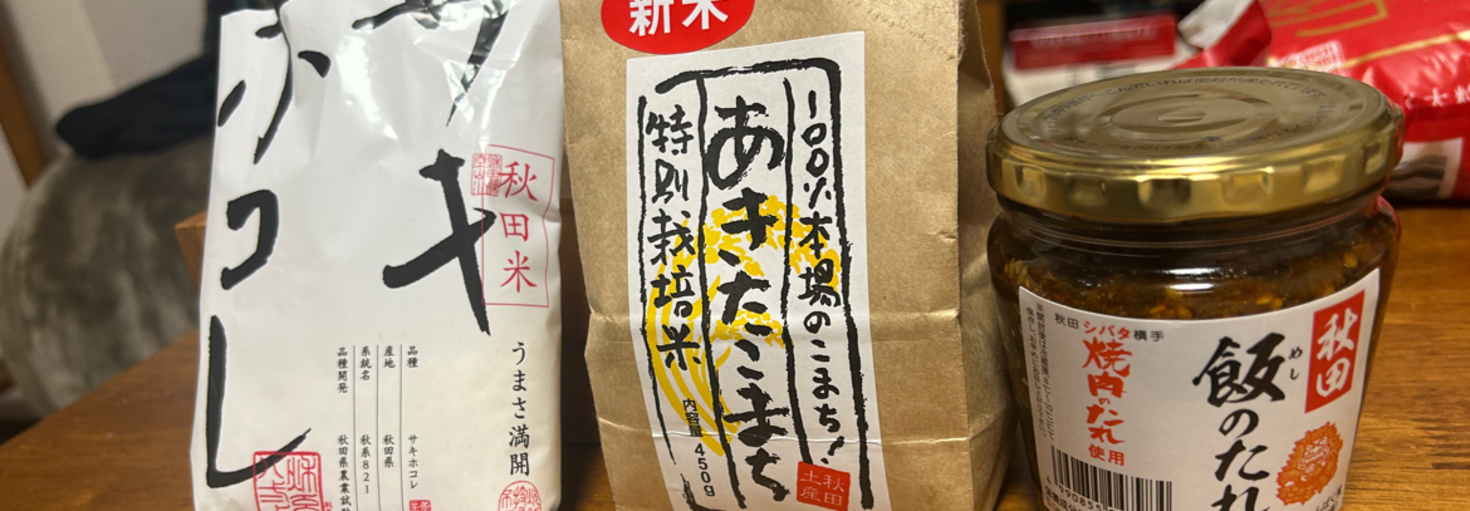 サキ
ホコレ
秋田米
うまさ満開
品種 サキホコレ
産地 秋田県
系統名 秋系821
品種開発 秋田県農業試験
新米
100%本場のこまち!
あきたこまち
特別栽培米
内容量 450g
秋田
土産
秋田 シバタ 横手
焼肉のたれ
使用
秋田
飯のたれ
めし